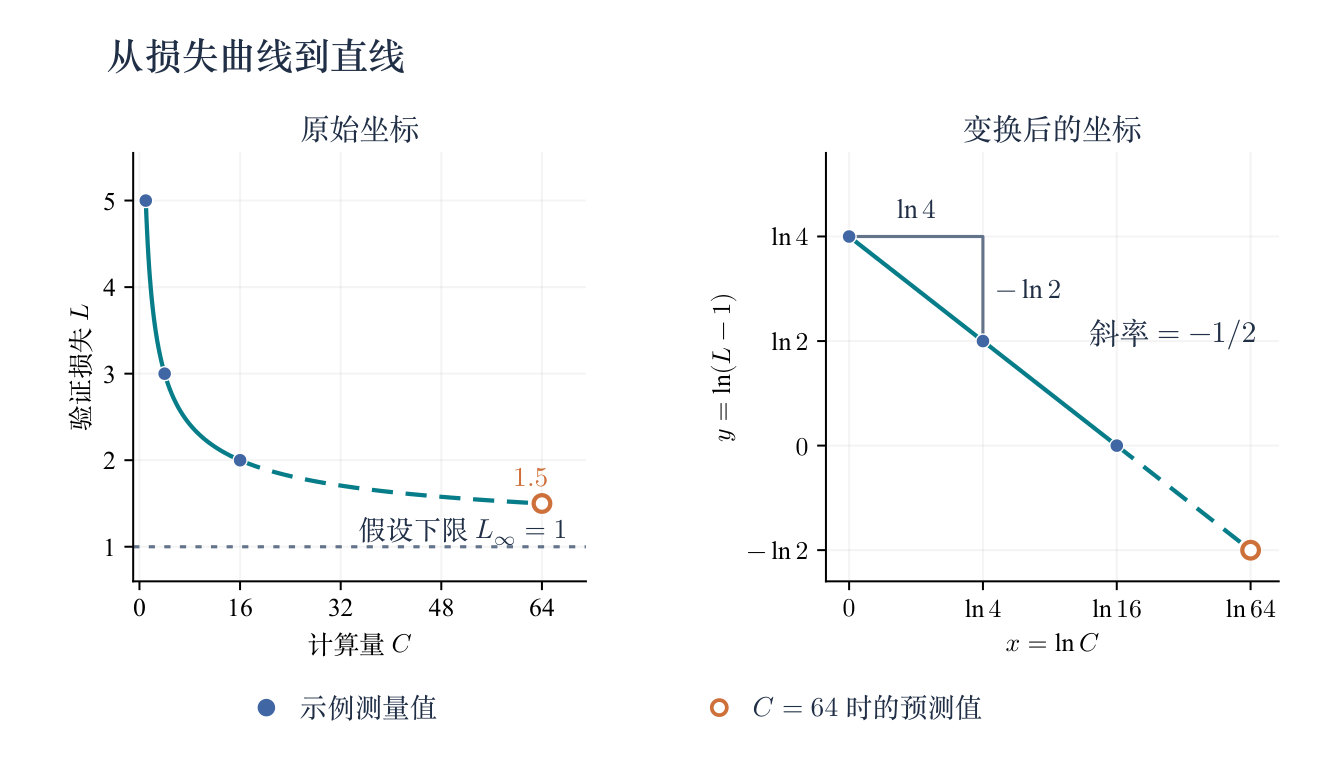 从损失曲线到直线
原始坐标
5
4
3
2
1
验证损失 L
1.5
假设下限 L∞ = 1
0 16 32 48 64
计算量 C
变换后的坐标
ln 4
ln 2
0
− ln 2
y = ln(L − 1)
ln 4
− ln 2
斜率 = −1/2
0 ln 4 ln 16 ln 64
x = ln C
示例测量值
C = 64 时的预测值